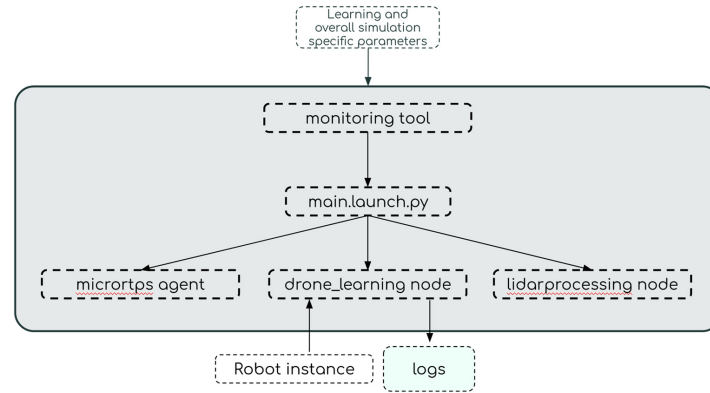 Learning and
overall simulation
specific parameters
monitoring tool
main.launch.py
micrortps agent
drone_learning node
lidarprocessing node
Robot instance
logs